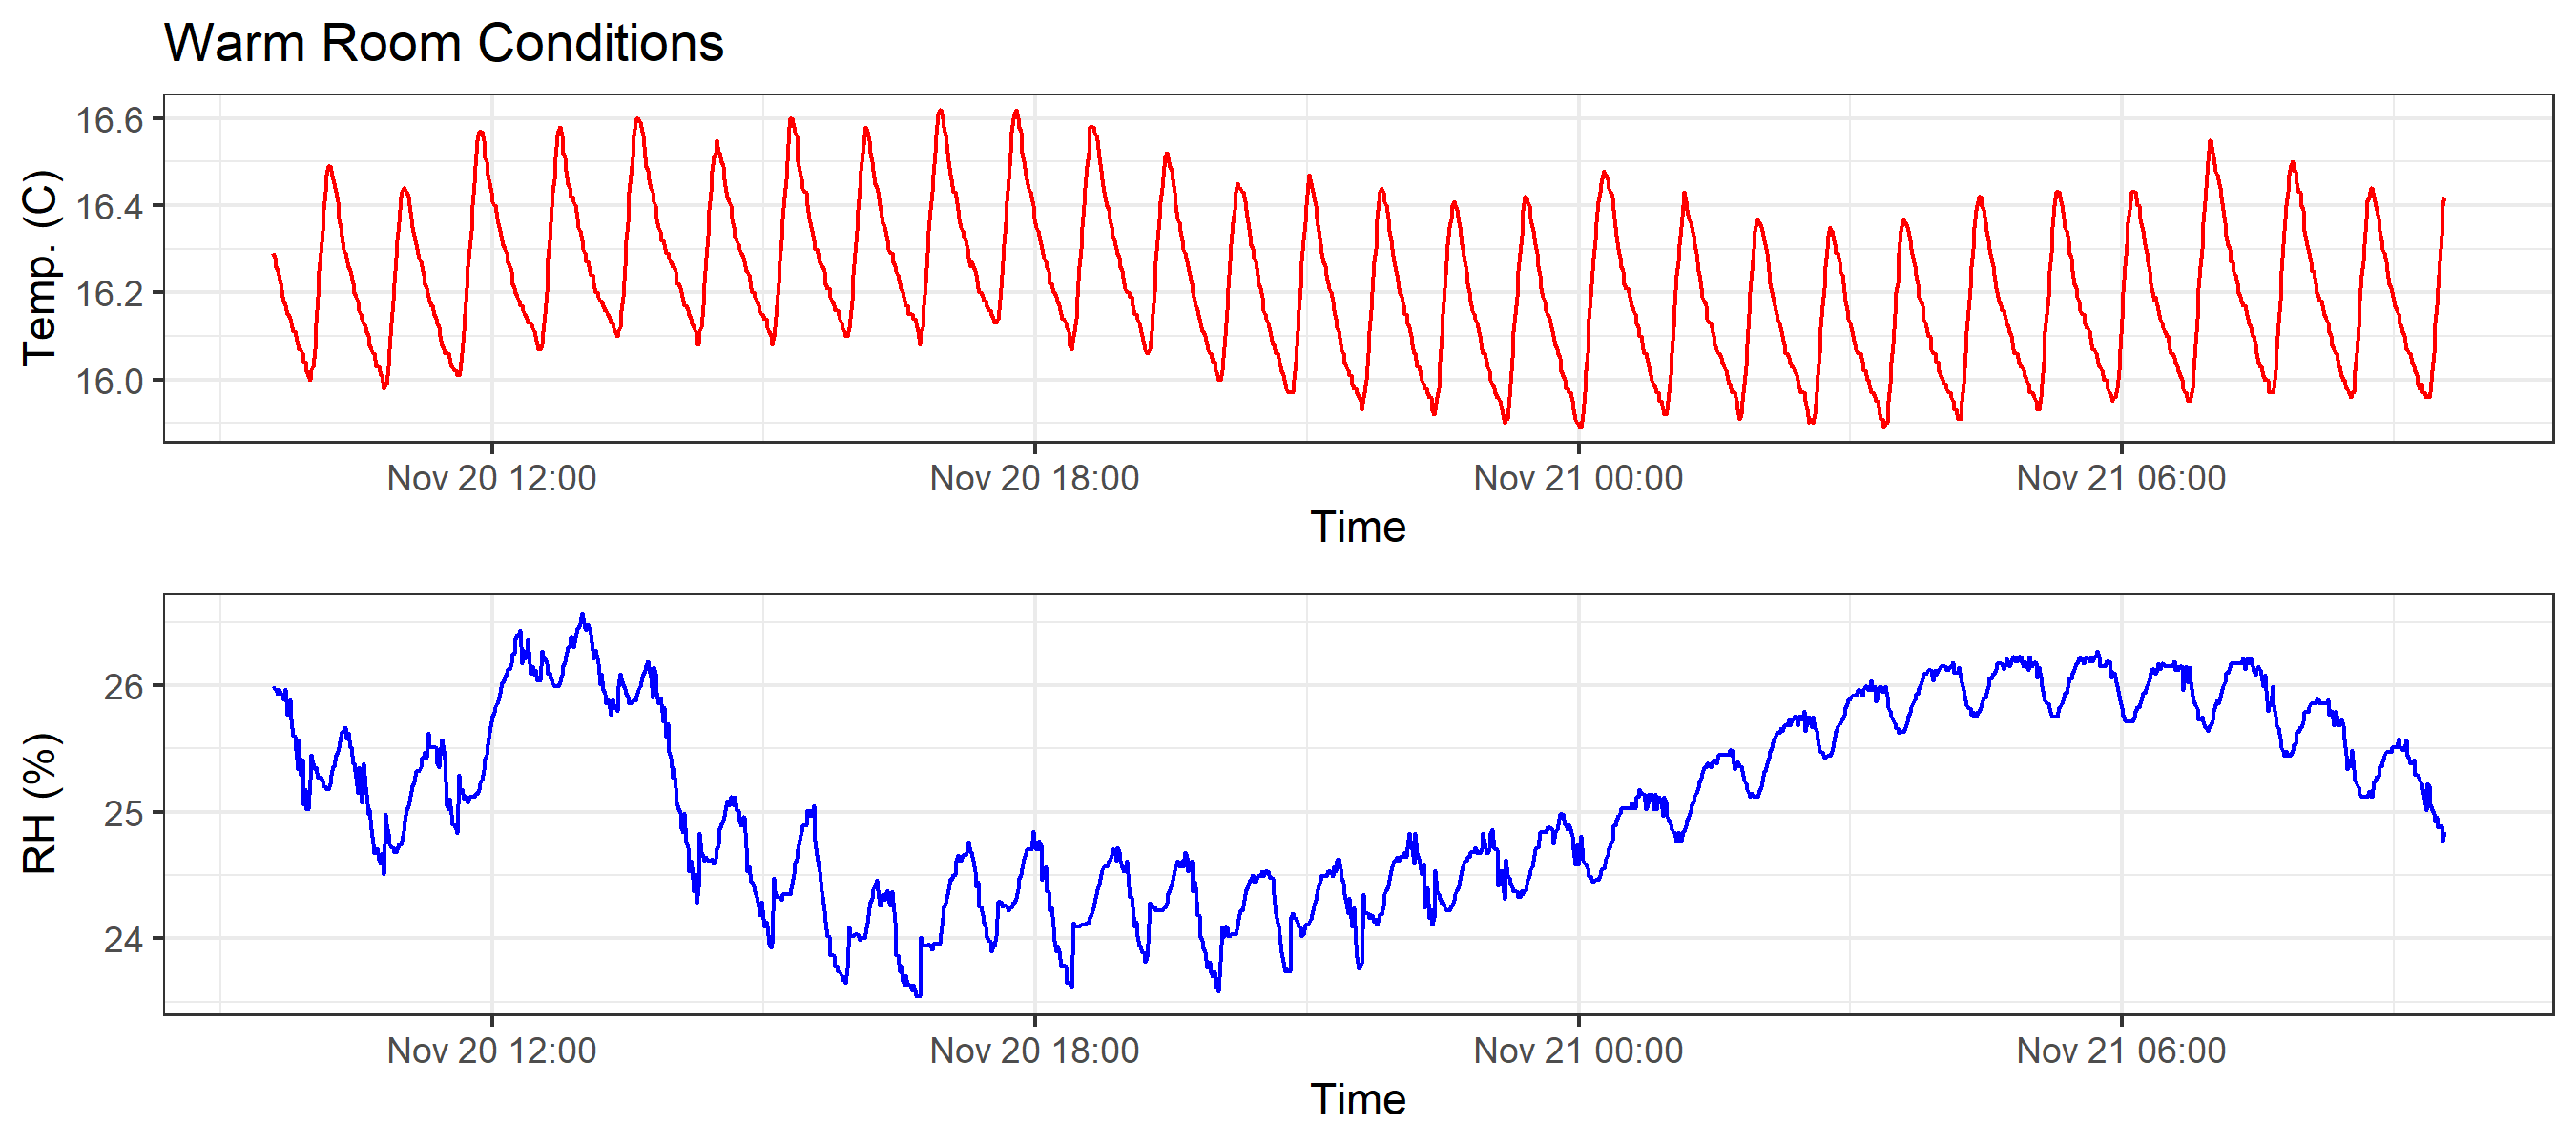 Warm Room Conditions
Temp. (C)
16.6
16.4
16.2
16.0
Nov 20 12:00 Nov 20 18:00 Nov 21 00:00 Nov 21 06:00
Time
RH (%)
26
25
24
Nov 20 12:00 Nov 20 18:00 Nov 21 00:00 Nov 21 06:00
Time